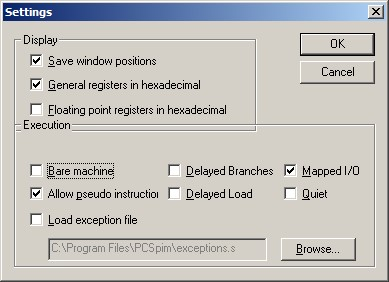 Settings
Display
Save window positions
General registers in hexadecimal
Floating point registers in hexadecimal
OK
Cancel
Execution
Bare machine
Delayed Branches
Mapped I/O
Allow pseudo instruction
Delayed Load
Quiet
Load exception file
C:\Program Files\PCSpim\exceptions.s
Browse...